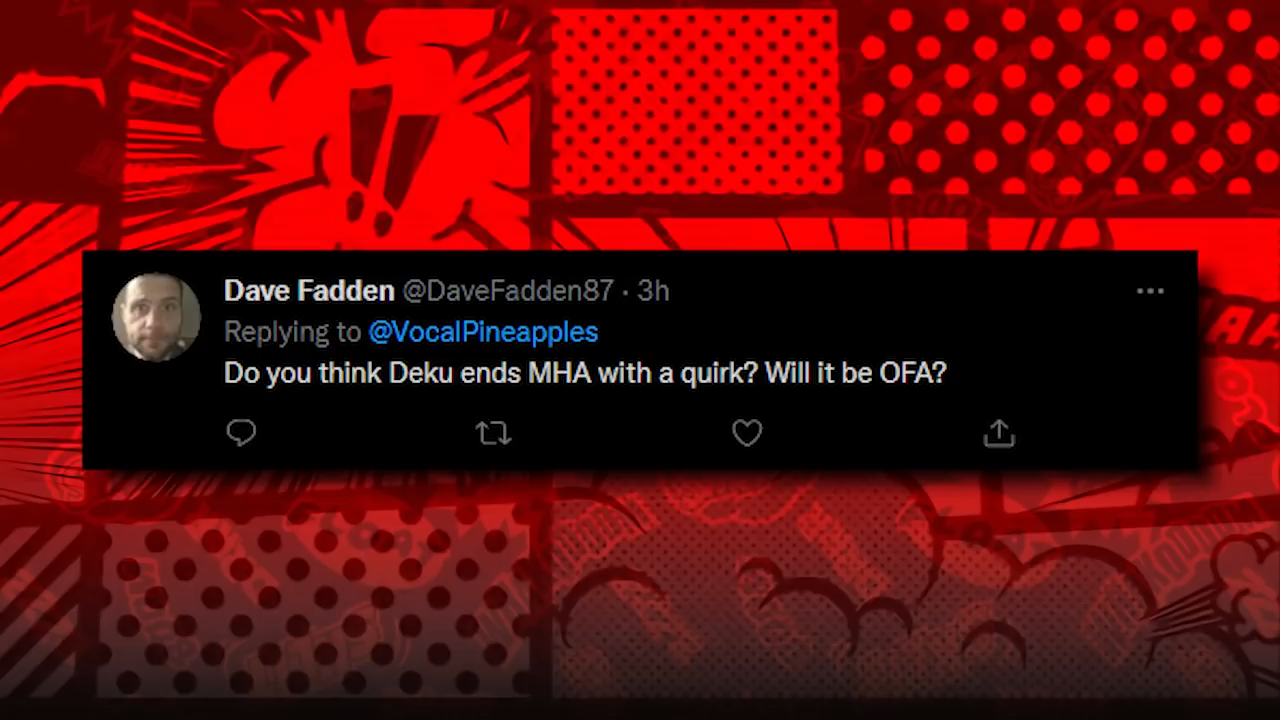 Dave Fadden @DaveFadden87 · 3h
Replying to @VocalPineapples
Do you think Deku ends MHA with a quirk? Will it be OFA?